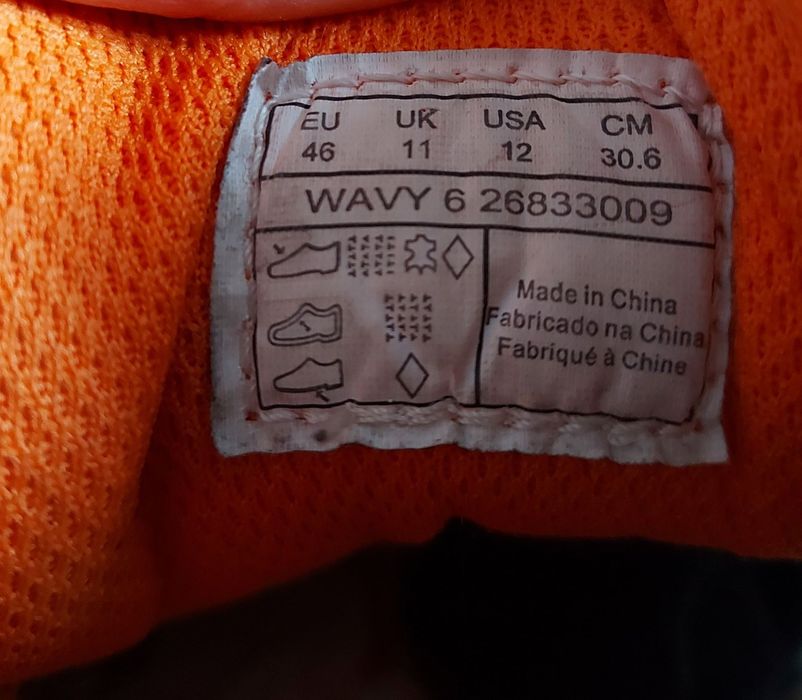 EU UK USA CM
46 11 12 30.6
WAVY 6 26833009
Made in China
Fabricado na China
Fabriqué à Chine